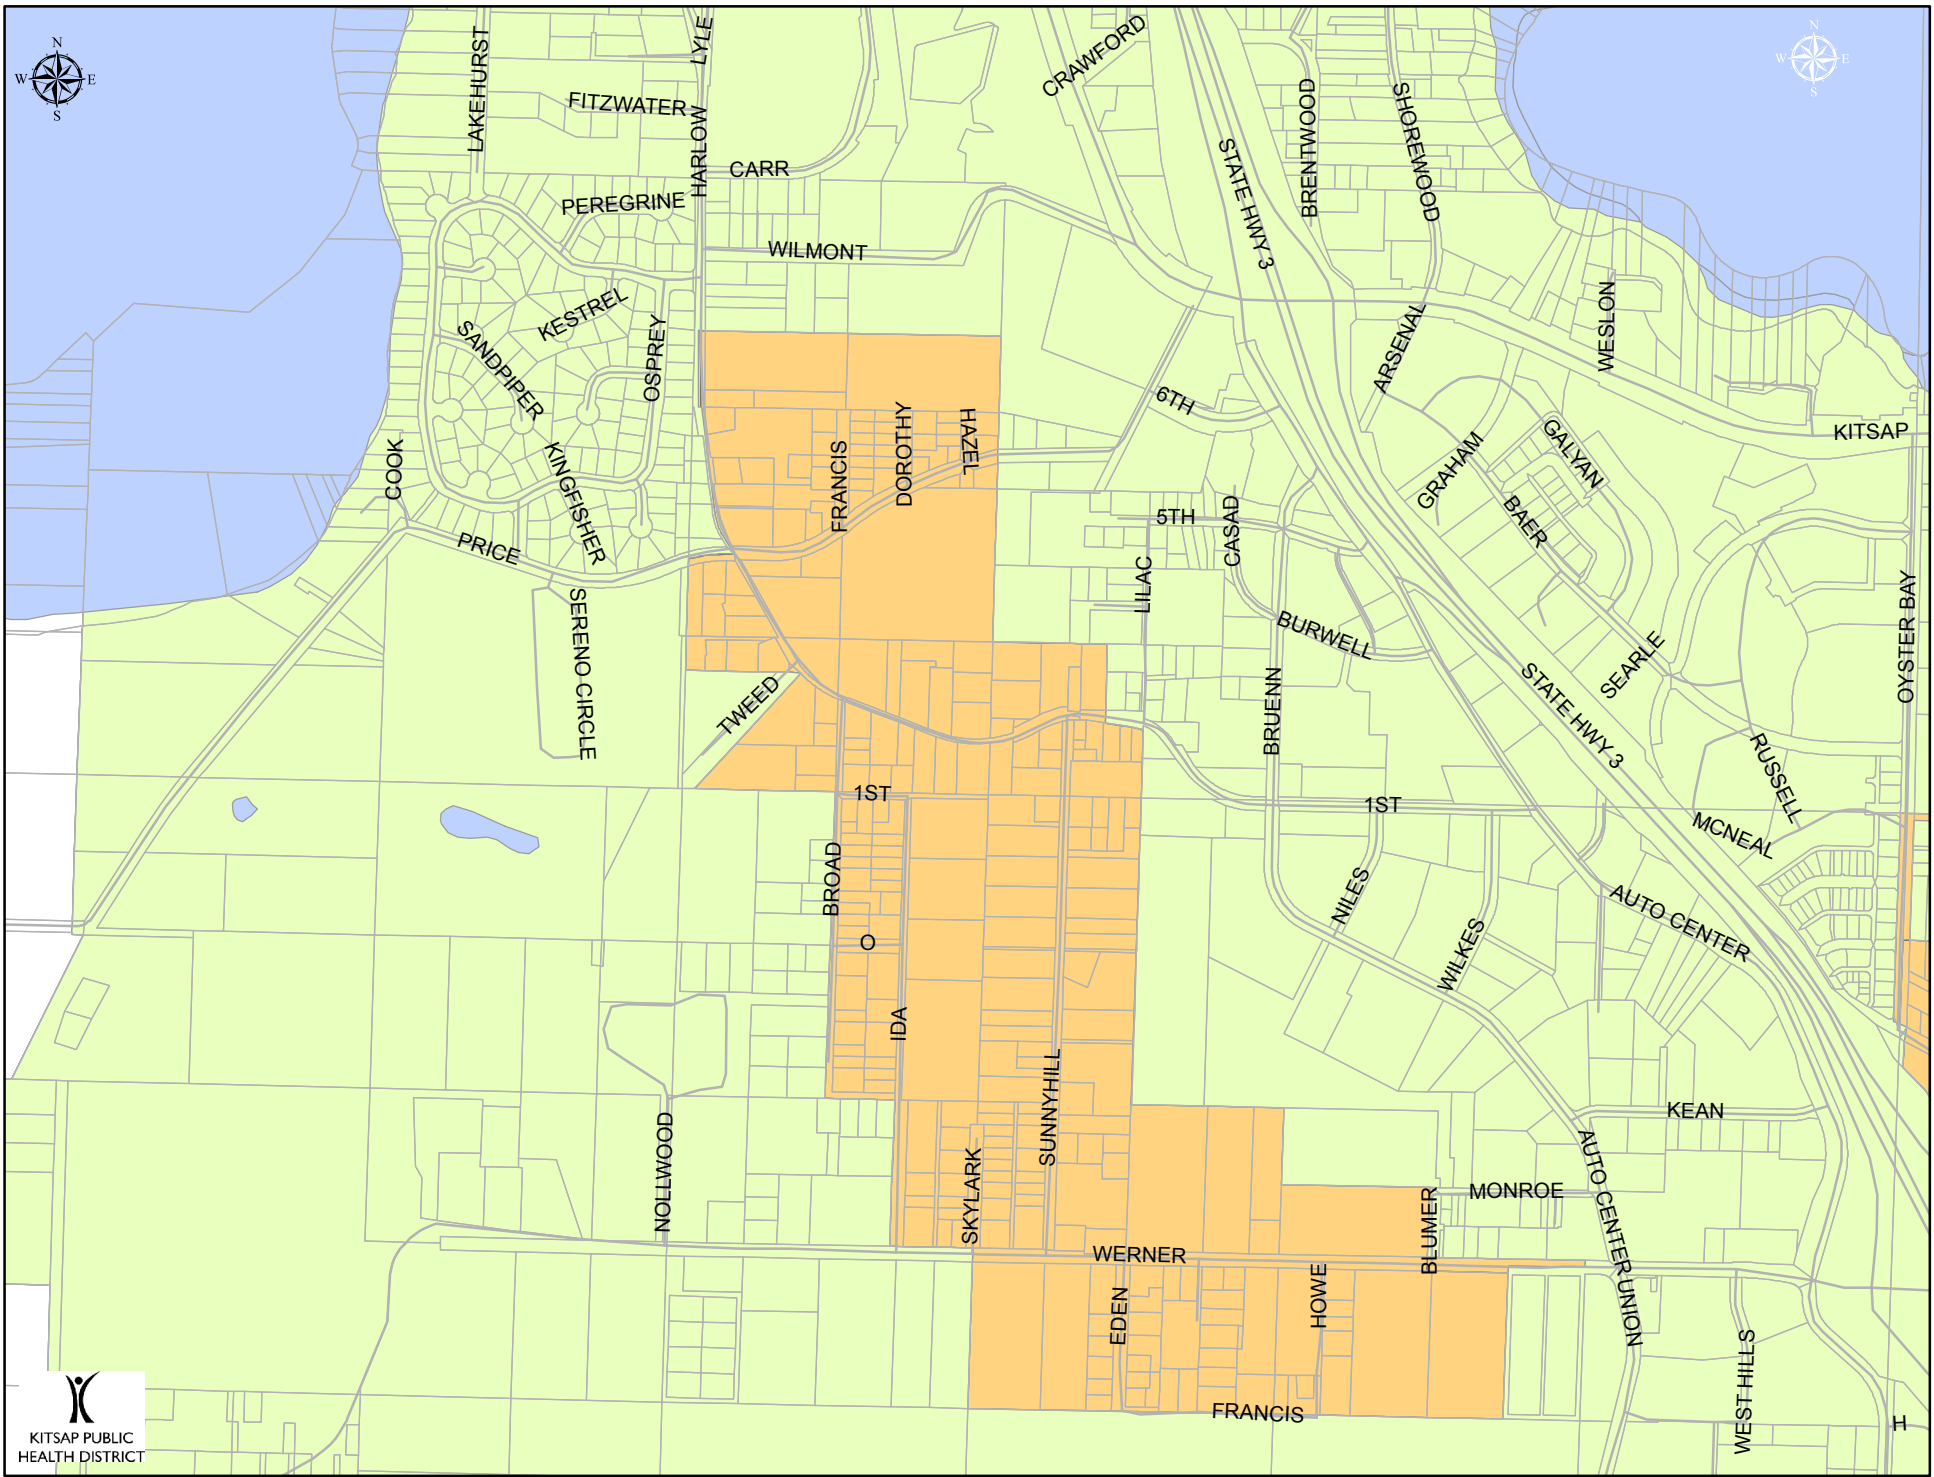 N
W E
S
N
W E
S
LAKEHURST
LYLE
CRAWFORD
FITZWATER
HARLOW
BRENTWOOD
SHOREWOOD
CARR
STATE HWY 3
PEREGRINE
WILMONT
KESTREL
SANDPIPER
OSPREY
WESLON
ARSENAL
6TH
KITSAP
DOROTHY
HAZEL
FRANCIS
COOK
KINGFISHER
GRAHAM
GALYAN
BAER
5TH
CASAD
PRICE
LILAC
SERENO CIRCLE
BURWELL
OYSTER BAY
SEARLE
STATE HWY 3
TWEED
BRUENN
RUSSELL
1ST
1ST
MCNEAL
BROAD
NILES
WILKES
AUTO CENTER
O
IDA
SUNNYHILL
KEAN
NOLLWOOD
SKYLARK
AUTO CENTER
UNION
MONROE
BLUMER
WERNER
EDEN
HOWE
WEST HILLS
FRANCIS
H
KITSAP PUBLIC
HEALTH DISTRICT